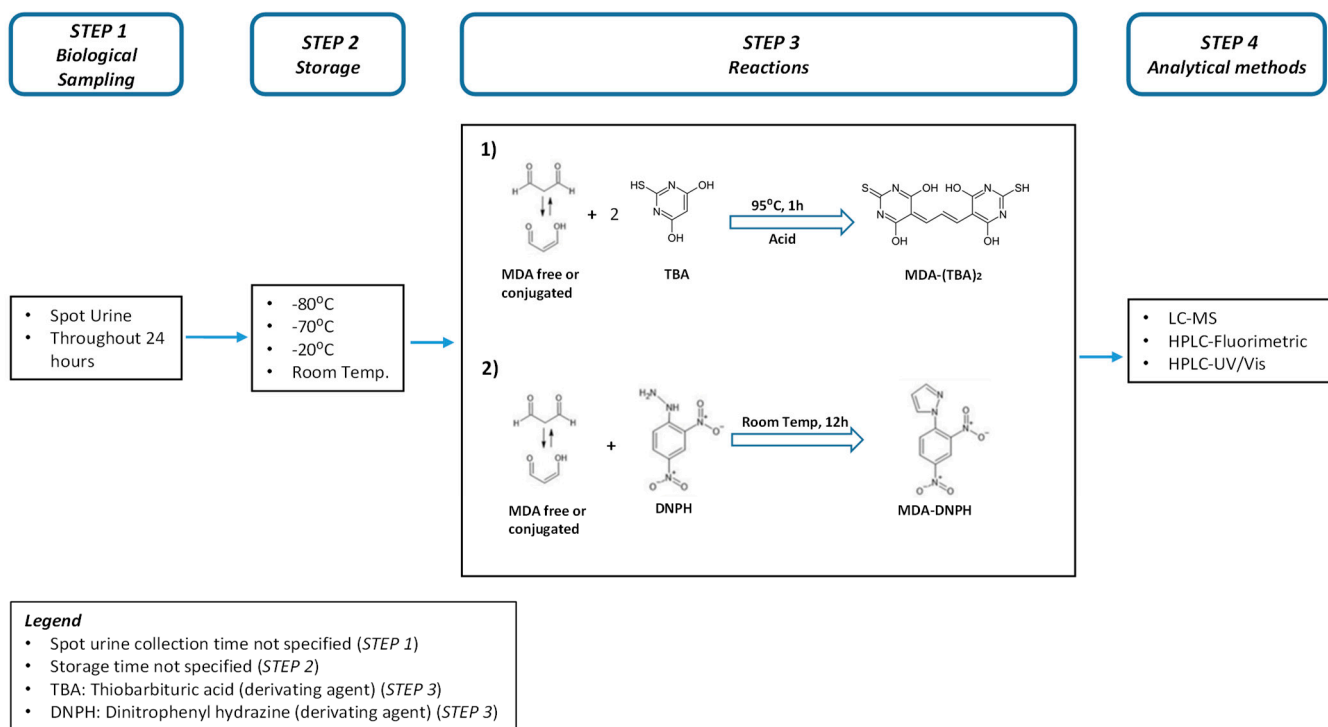 STEP 1
Biological
Sampling
STEP 2
Storage
STEP 3
Reactions
STEP 4
Analytical methods
• Spot Urine
• Throughout 24
hours
• -80°C
• -70°C
• -20°C
• Room Temp.
1)
O O
H H
O OH
MDA free or
conjugated
+ 2
HS N OH
N
OH
TBA
95°C, 1h
Acid
S N OH HO N SH
N N
OH OH
MDA-(TBA)₂
2)
O O
H H
O OH
MDA free or
conjugated
+
H₂N
NH O
N⁺
O⁻
N⁺
O⁻ O
DNPH
Room Temp, 12h
N
N O
N⁺
O⁻
N⁺
O⁻ O
MDA-DNPH
• LC-MS
• HPLC-Fluorimetric
• HPLC-UV/Vis
Legend
• Spot urine collection time not specified (STEP 1)
• Storage time not specified (STEP 2)
• TBA: Thiobarbituric acid (derivating agent) (STEP 3)
• DNPH: Dinitrophenyl hydrazine (derivating agent) (STEP 3)